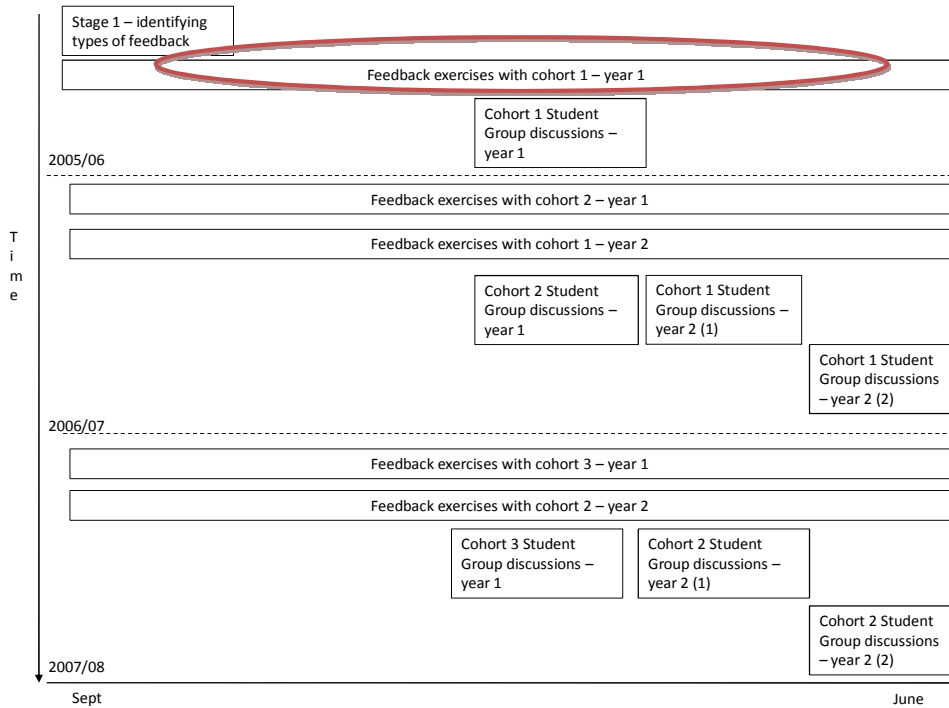 Stage 1 – identifying
types of feedback
Feedback exercises with cohort 1 – year 1
Cohort 1 Student
Group discussions –
year 1
2005/06
Feedback exercises with cohort 2 – year 1
Feedback exercises with cohort 1 – year 2
Time
Cohort 2 Student
Group discussions –
year 1
Cohort 1 Student
Group discussions –
year 2 (1)
Cohort 1 Student
Group discussions
– year 2 (2)
2006/07
Feedback exercises with cohort 3 – year 1
Feedback exercises with cohort 2 – year 2
Cohort 3 Student
Group discussions –
year 1
Cohort 2 Student
Group discussions –
year 2 (1)
Cohort 2 Student
Group discussions
– year 2 (2)
2007/08
Sept
June